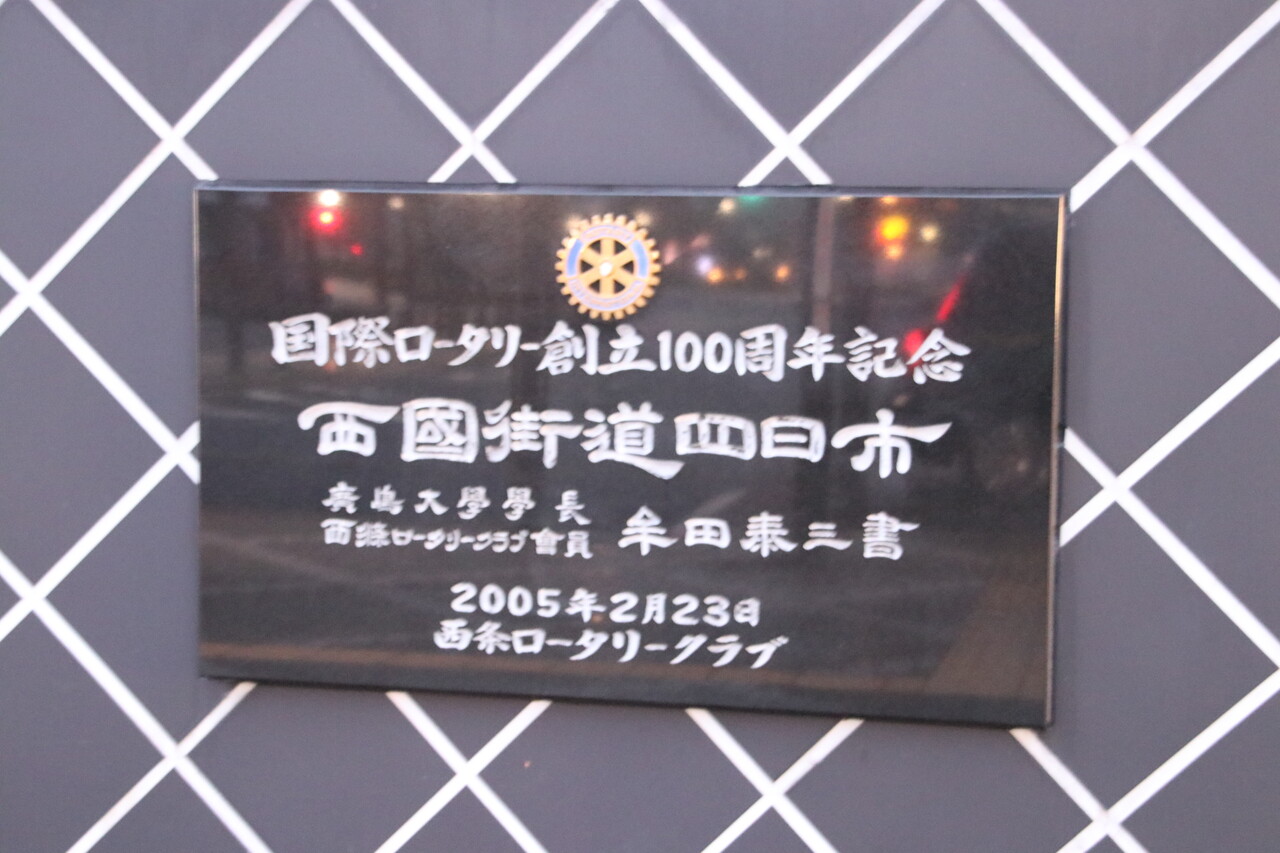 国際ロータリー創立100周年記念
西國街道四日市
廣島大學學長
西條ロータリークラブ會員 牟田泰三書
2005年2月23日
西条ロータリークラブ